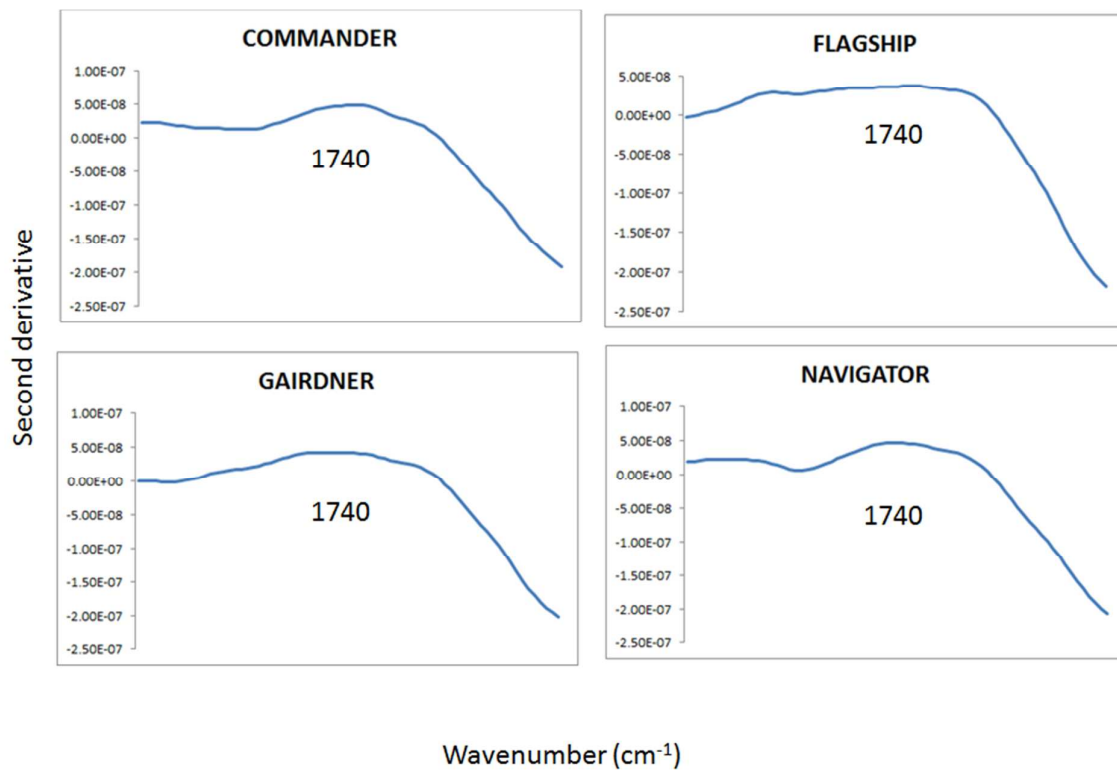 COMMANDER
1.00E-07
5.00E-08
0.00E+00
-5.00E-08
-1.00E-07
-1.50E-07
-2.00E-07
-2.50E-07
1740
FLAGSHIP
5.00E-08
0.00E+00
-5.00E-08
-1.00E-07
-1.50E-07
-2.00E-07
-2.50E-07
1740
Second derivative
GAIRDNER
1.00E-07
5.00E-08
0.00E+00
-5.00E-08
-1.00E-07
-1.50E-07
-2.00E-07
-2.50E-07
1740
NAVIGATOR
1.00E-07
5.00E-08
0.00E+00
-5.00E-08
-1.00E-07
-1.50E-07
-2.00E-07
-2.50E-07
1740
Wavenumber (cm⁻¹)